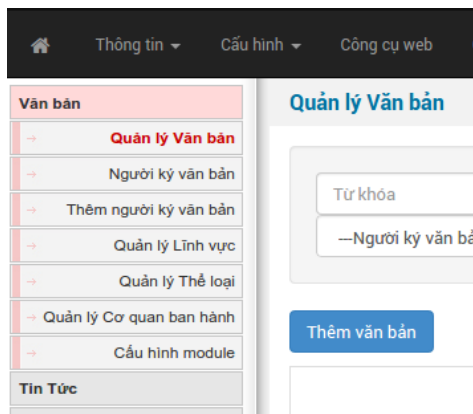 Thông tin
Cấu hình
Công cụ web
Văn bản
Quản lý Văn bản
Người ký văn bản
Thêm người ký văn bản
Quản lý Lĩnh vực
Quản lý Thể loại
Quản lý Cơ quan ban hành
Cấu hình module
Tin Tức
Quản lý Văn bản
Từ khóa
---Người ký văn bả
Thêm văn bản